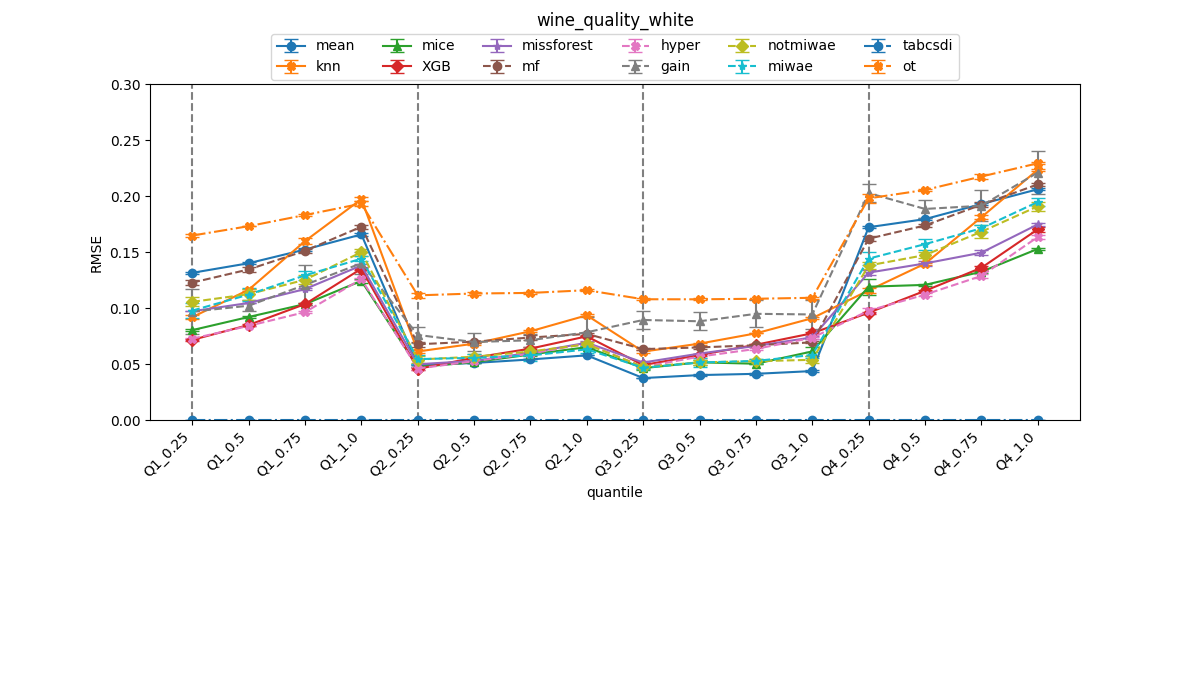 wine_quality_white
mean mice missforest hyper notmiwae tabcsdi
knn XGB mf gain miwae ot
0.30
0.25
0.20
0.15
0.10
0.05
0.00
RMSE
Q1_0.25 Q1_0.5 Q1_0.75 Q1_1.0 Q2_0.25 Q2_0.5 Q2_0.75 Q2_1.0 Q3_0.25 Q3_0.5 Q3_0.75 Q3_1.0 Q4_0.25 Q4_0.5 Q4_0.75 Q4_1.0
quantile